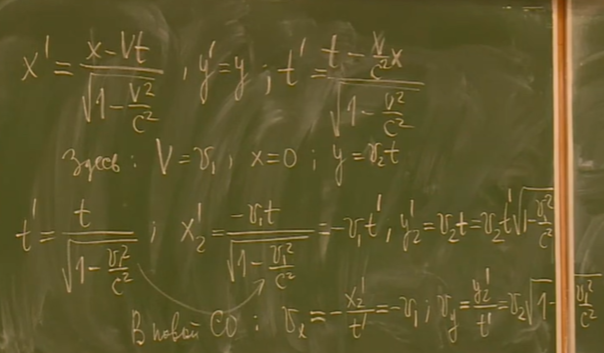 x' = \frac{x - Vt}{\sqrt{1 - \frac{V^2}{c^2}}} , y' = y ; t' = \frac{t - \frac{V}{c^2}x}{\sqrt{1 - \frac{V^2}{c^2}}}
Здесь : V = v_1 , x = 0 ; y = v_2 t
t' = \frac{t}{\sqrt{1 - \frac{v_1^2}{c^2}}} ; x_2' = \frac{-v_1 t}{\sqrt{1 - \frac{v_1^2}{c^2}}} = -v_1 t' , y_2' = v_2 t = v_2 t' \sqrt{1 - \frac{v_1^2}{c^2}}
В новой СО : v_x = -\frac{x_2'}{t'} = -v_1 ; v_y = \frac{y_2'}{t'} = v_2 \sqrt{1 - \frac{v_1^2}{c^2}}